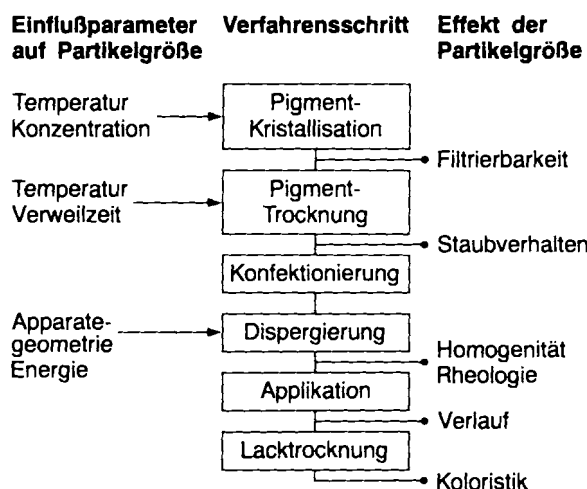 Einflußparameter Verfahrensschritt Effekt der
auf Partikelgröße Partikelgröße
Temperatur
Konzentration
Pigment-
Kristallisation
Filtrierbarkeit
Temperatur
Verweilzeit
Pigment-
Trocknung
Staubverhalten
Konfektionierung
Apparate-
geometrie
Energie
Dispergierung
Homogenität
Rheologie
Applikation
Verlauf
Lacktrocknung
Koloristik